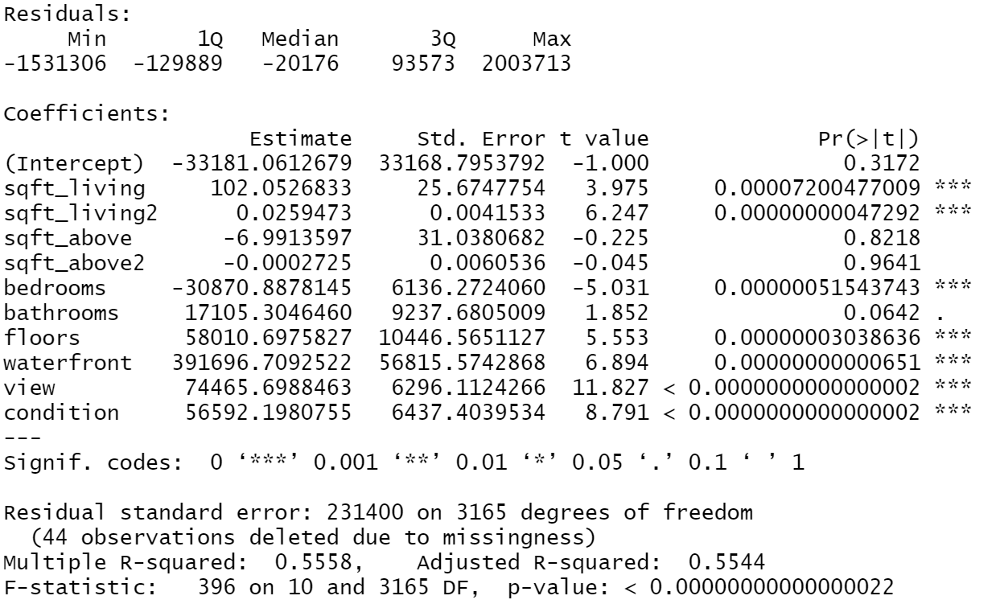 Residuals:
     Min       1Q   Median       3Q      Max
-1531306  -129889   -20176    93573  2003713

Coefficients:
                  Estimate    Std. Error t value            Pr(>|t|)
(Intercept)  -33181.0612679  33168.7953792  -1.000              0.3172
sqft_living     102.0526833     25.6747754   3.975    0.00007200477009 ***
sqft_living2      0.0259473      0.0041533   6.247    0.00000000047292 ***
sqft_above       -6.9913597     31.0380682  -0.225              0.8218
sqft_above2      -0.0002725      0.0060536  -0.045              0.9641
bedrooms     -30870.8878145   6136.2724060  -5.031    0.00000051543743 ***
bathrooms     17105.3046460   9237.6805009   1.852              0.0642 .
floors        58010.6975827  10446.5651127   5.553    0.00000003038636 ***
waterfront   391696.7092522  56815.5742868   6.894    0.00000000000651 ***
view          74465.6988463   6296.1124266  11.827 < 0.0000000000000002 ***
condition     56592.1980755   6437.4039534   8.791 < 0.0000000000000002 ***
---
Signif. codes:  0 ‘***’ 0.001 ‘**’ 0.01 ‘*’ 0.05 ‘.’ 0.1 ‘ ’ 1

Residual standard error: 231400 on 3165 degrees of freedom
  (44 observations deleted due to missingness)
Multiple R-squared:  0.5558,    Adjusted R-squared:  0.5544
F-statistic:   396 on 10 and 3165 DF,  p-value: < 0.00000000000000022